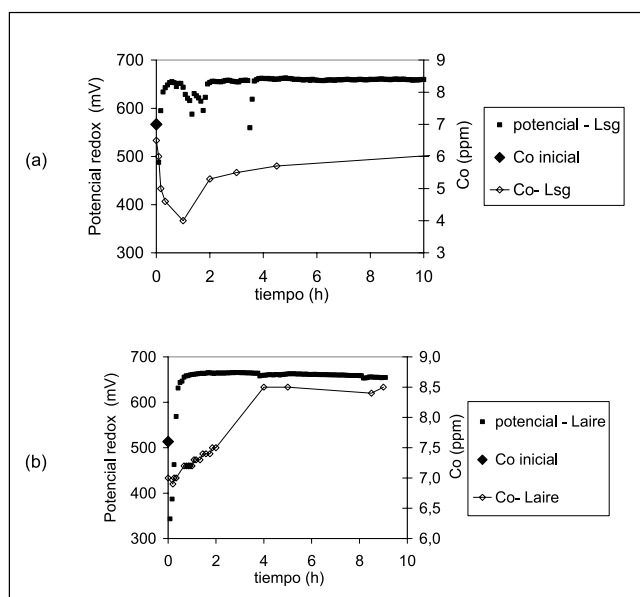 (a)
Potencial redox (mV)
700
600
500
400
300
9
8
7
6
5
4
3
Co (ppm)
0 2 4 6 8 10
tiempo (h)
potencial - Lsg
Co inicial
Co- Lsg
(b)
Potencial redox (mV)
700
600
500
400
300
9,0
8,5
8,0
7,5
7,0
6,5
6,0
Co (ppm)
0 2 4 6 8 10
tiempo (h)
potencial - Laire
Co inicial
Co- Laire